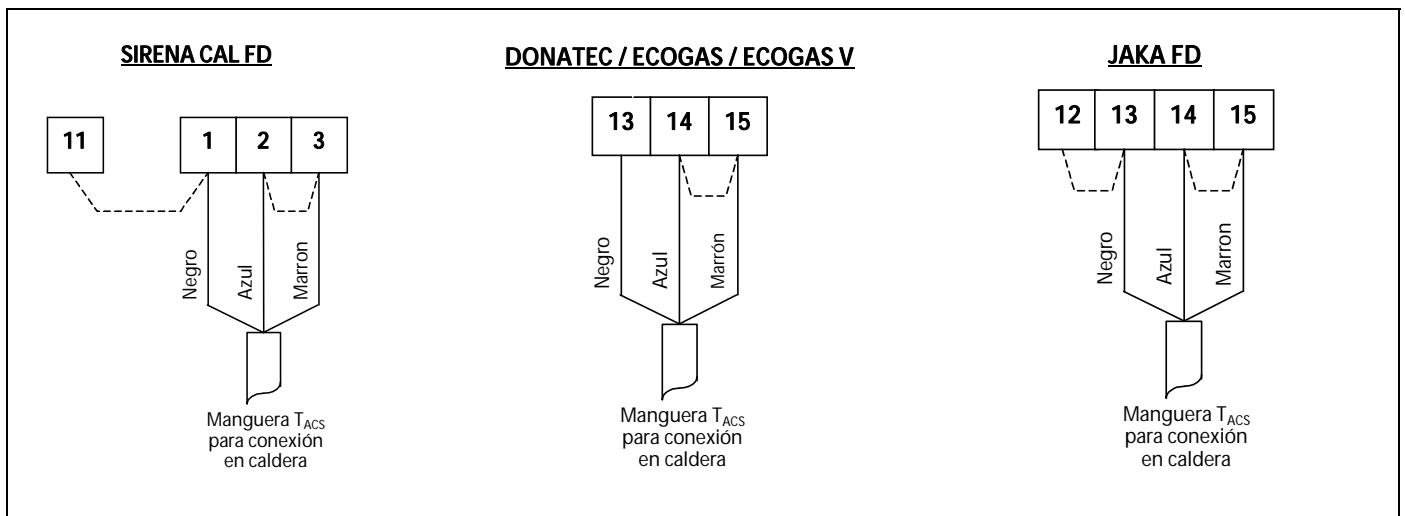 SIRENA CAL FD
11 1 2 3
Negro
Azul
Marron
Manguera TACS
para conexión
en caldera
DONATEC / ECOGAS / ECOGAS V
13 14 15
Negro
Azul
Marrón
Manguera TACS
para conexión
en caldera
JAKA FD
12 13 14 15
Negro
Azul
Marron
Manguera TACS
para conexión
en caldera